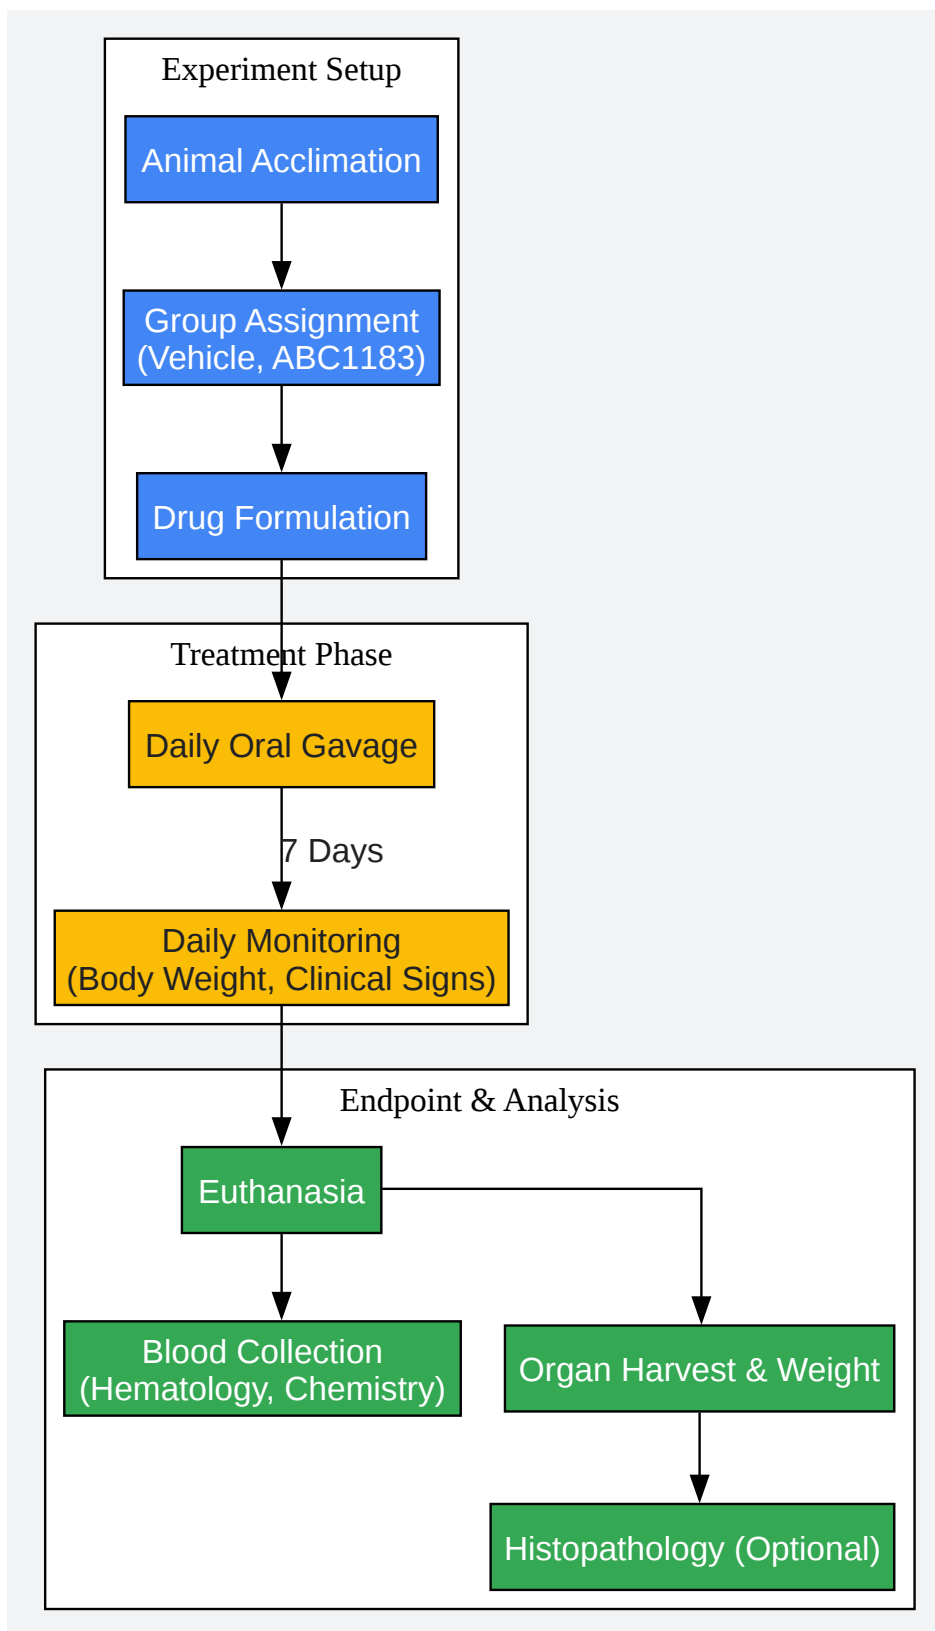 Experiment Setup
Animal Acclimation
Group Assignment
(Vehicle, ABC1183)
Drug Formulation
Treatment Phase
Daily Oral Gavage
7 Days
Daily Monitoring
(Body Weight, Clinical Signs)
Endpoint & Analysis
Euthanasia
Blood Collection
(Hematology, Chemistry)
Organ Harvest & Weight
Histopathology (Optional)